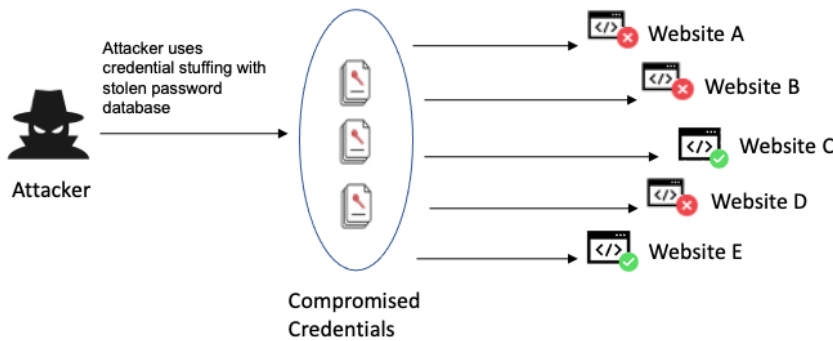 Attacker uses
credential stuffing with
stolen password
database
Attacker
Compromised
Credentials
</> Website A
</> Website B
</> Website C
</> Website D
</> Website E